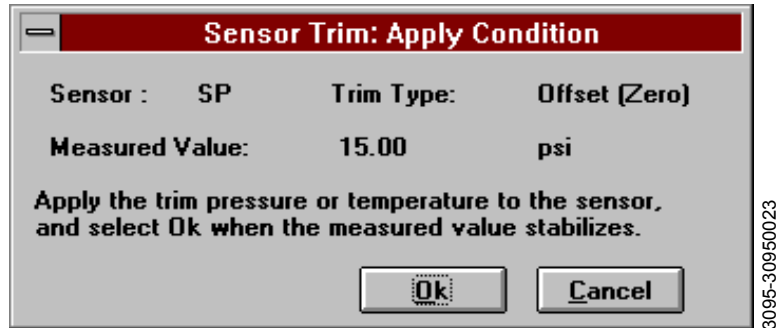 Sensor Trim: Apply Condition
Sensor : SP Trim Type: Offset (Zero)
Measured Value: 15.00 psi
Apply the trim pressure or temperature to the sensor,
and select Ok when the measured value stabilizes.
Ok Cancel
3095-30950023